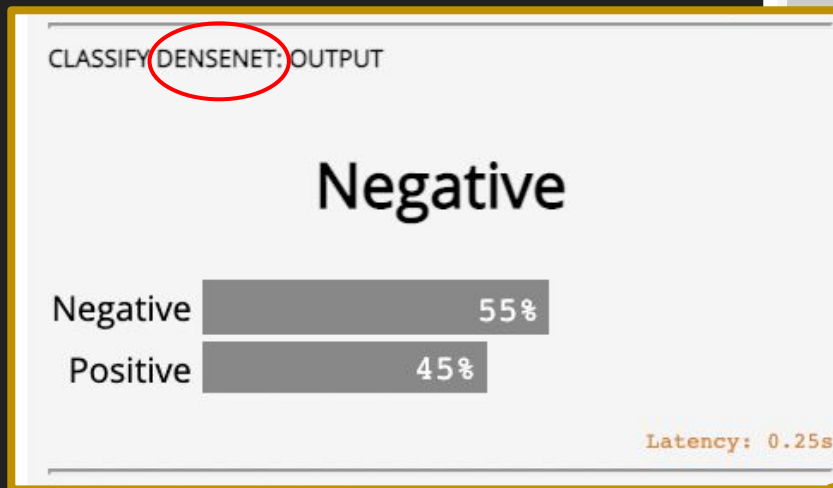 CLASSIFY DENSENET: OUTPUT
Negative
Negative 55%
Positive 45%
Latency: 0.25s